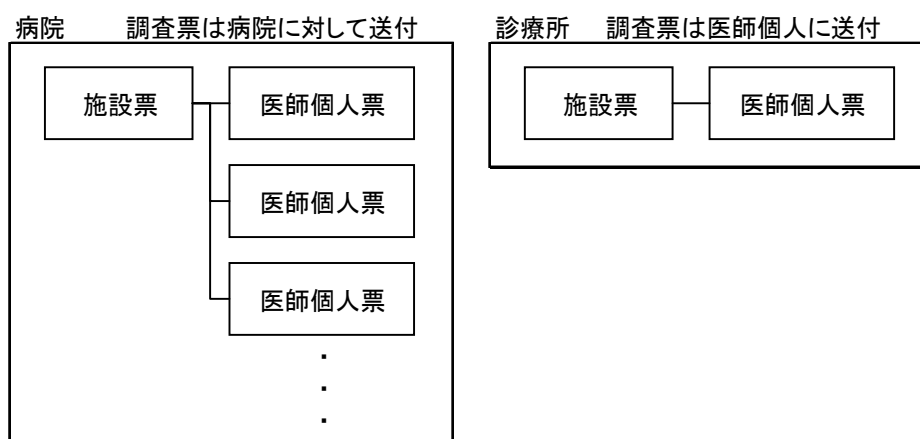 病院 調査票は病院に対して送付
施設票
医師個人票
医師個人票
医師個人票
・
・
・
診療所 調査票は医師個人に送付
施設票
医師個人票